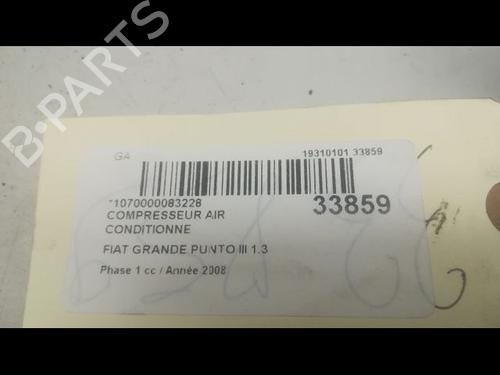 B-PARTS
GA
19310101 33859
*1070000083228
33859
COMPRESSEUR AIR
CONDITIONNE
FIAT GRANDE PUNTO III 1.3
Phase 1 cc / Année 2008